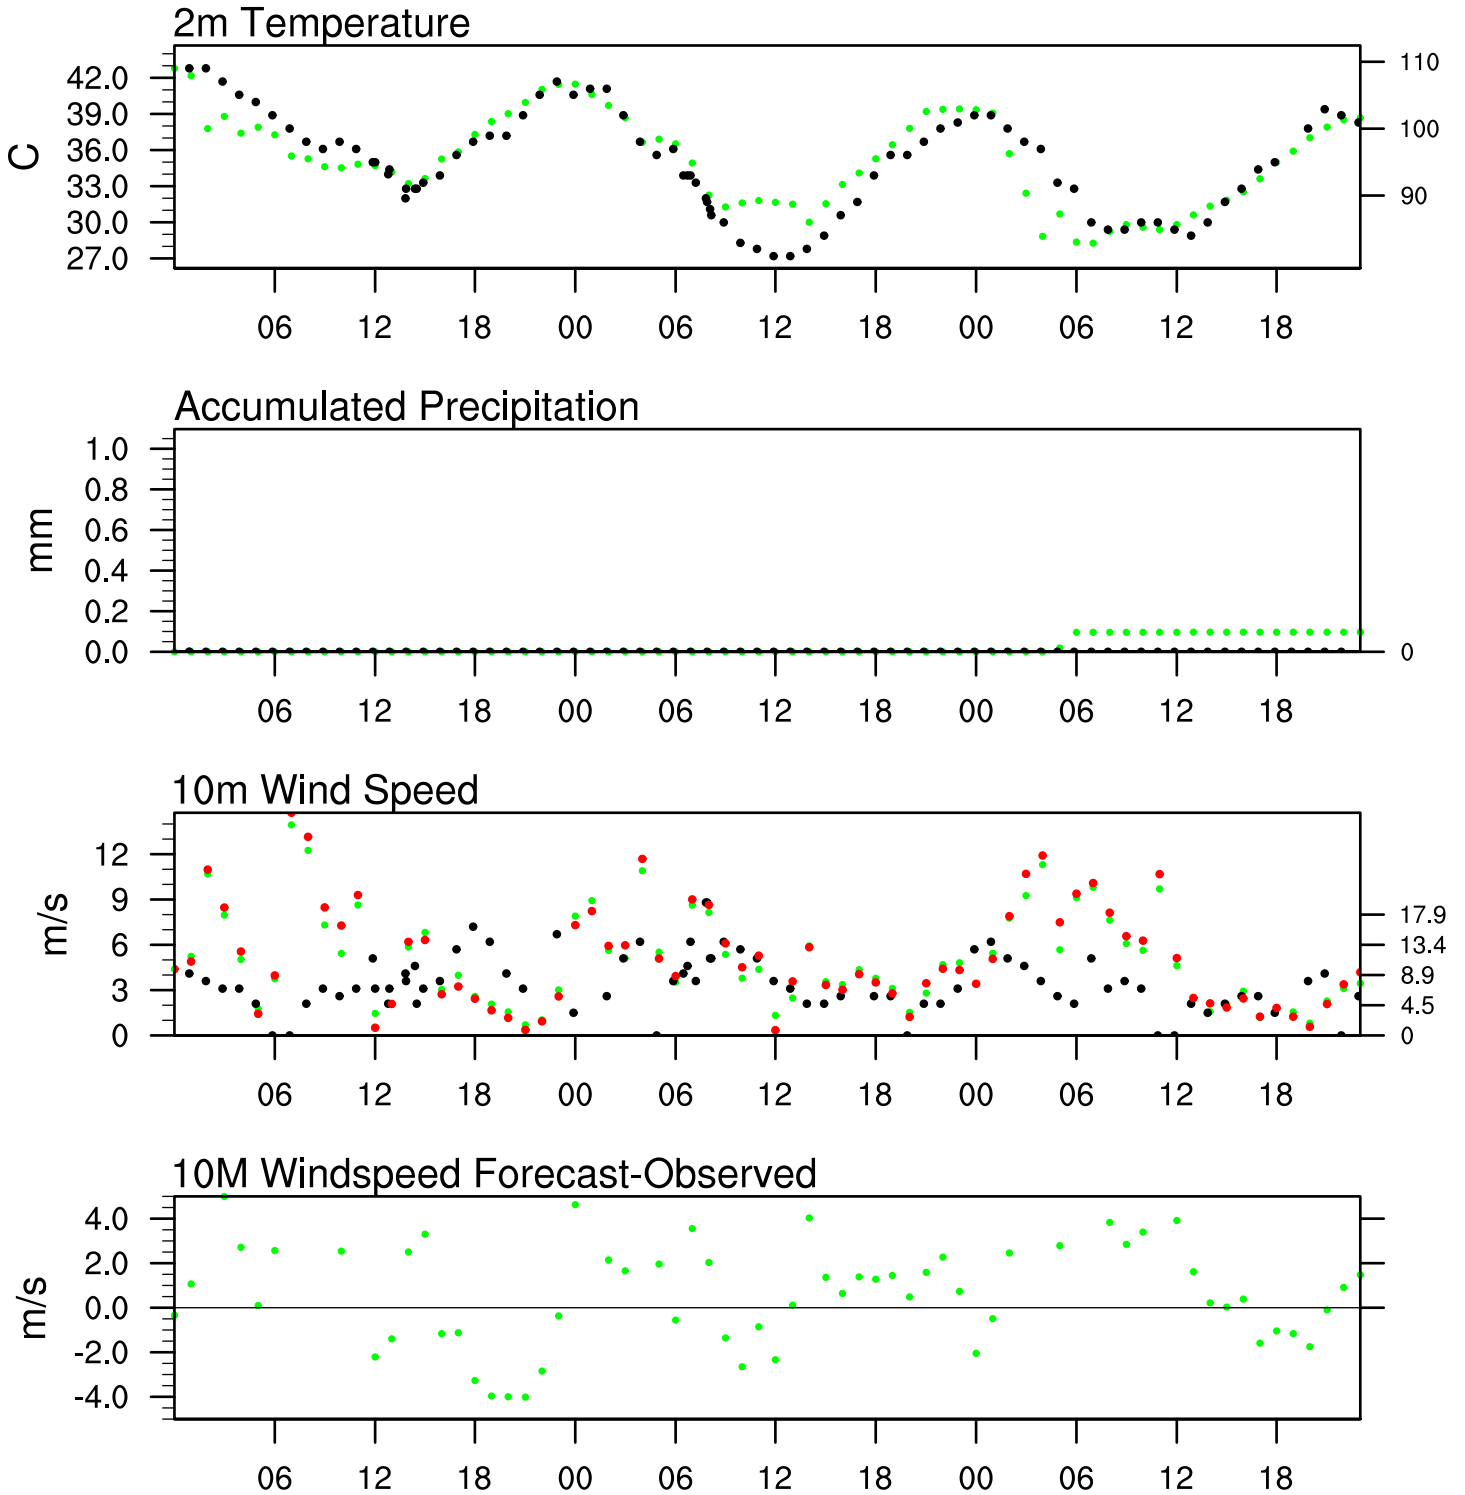 2m Temperature
42.0
39.0
36.0
33.0
30.0
27.0
C
110
100
90
06 12 18 00 06 12 18 00 06 12 18
Accumulated Precipitation
1.0
0.8
0.6
0.4
0.2
0.0
mm
0
06 12 18 00 06 12 18 00 06 12 18
10m Wind Speed
12
9
6
3
0
m/s
17.9
13.4
8.9
4.5
0
06 12 18 00 06 12 18 00 06 12 18
10M Windspeed Forecast-Observed
4.0
2.0
0.0
-2.0
-4.0
m/s
06 12 18 00 06 12 18 00 06 12 18